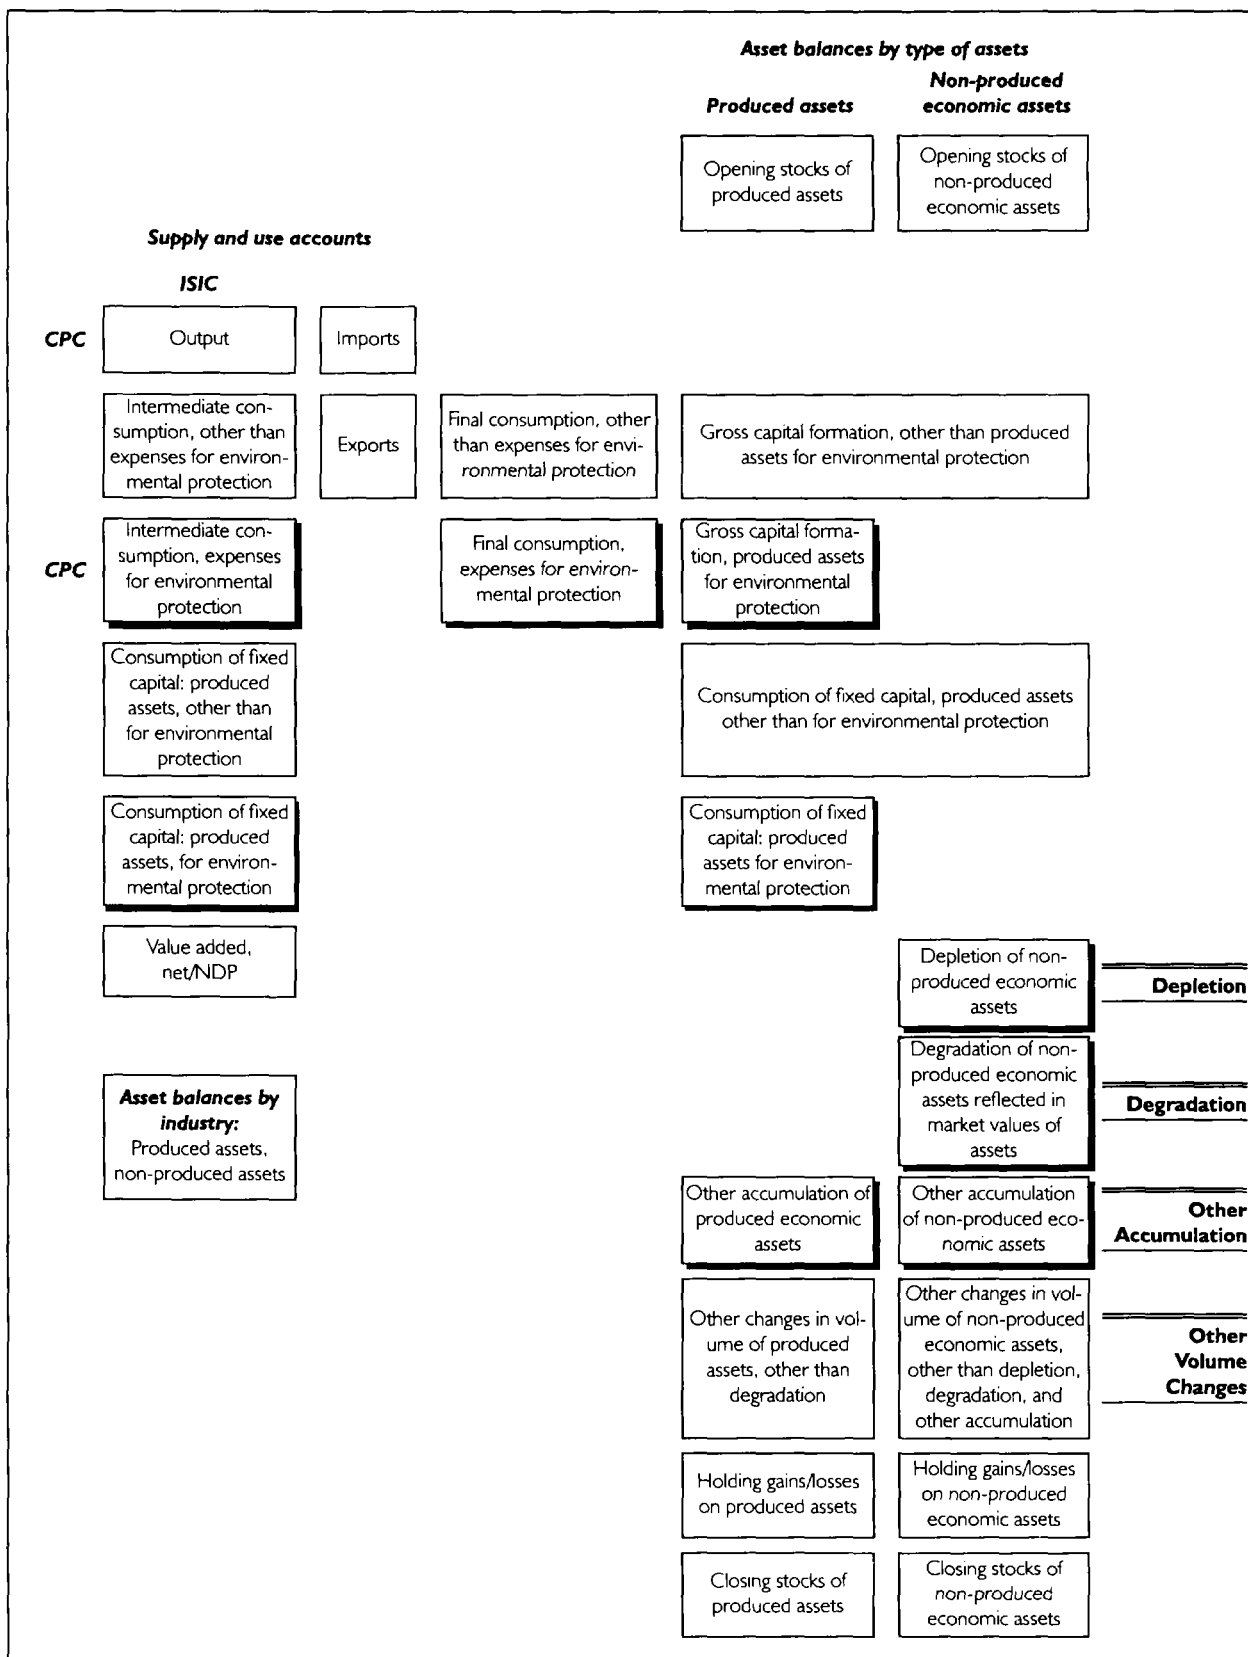 Asset balances by type of assets
Produced assets
Non-produced
economic assets
Opening stocks of
produced assets
Opening stocks of
non-produced
economic assets
Supply and use accounts
ISIC
CPC
Output
Imports
Intermediate con-
sumption, other than
expenses for environ-
mental protection
Exports
Final consumption, other
than expenses for envi-
ronmental protection
Gross capital formation, other than produced
assets for environmental protection
CPC
Intermediate con-
sumption, expenses
for environmental
protection
Final consumption,
expenses for environ-
mental protection
Gross capital forma-
tion, produced assets
for environmental
protection
Consumption of fixed
capital: produced
assets, other than
for environmental
protection
Consumption of fixed capital, produced assets
other than for environmental protection
Consumption of fixed
capital: produced
assets, for environ-
mental protection
Consumption of fixed
capital: produced
assets for environ-
mental protection
Value added,
net/NDP
Depletion of non-
produced economic
assets
Depletion
Degradation of non-
produced economic
assets reflected in
market values of
assets
Degradation
Asset balances by
industry:
Produced assets,
non-produced assets
Other accumulation of
produced economic
assets
Other accumulation
of non-produced eco-
nomic assets
Other
Accumulation
Other changes in vol-
ume of produced
assets, other than
degradation
Other changes in vol-
ume of non-produced
economic assets,
other than depletion,
degradation, and
other accumulation
Other
Volume
Changes
Holding gains/losses
on produced assets
Holding gains/losses
on non-produced
economic assets
Closing stocks of
produced assets
Closing stocks of
non-produced
economic assets